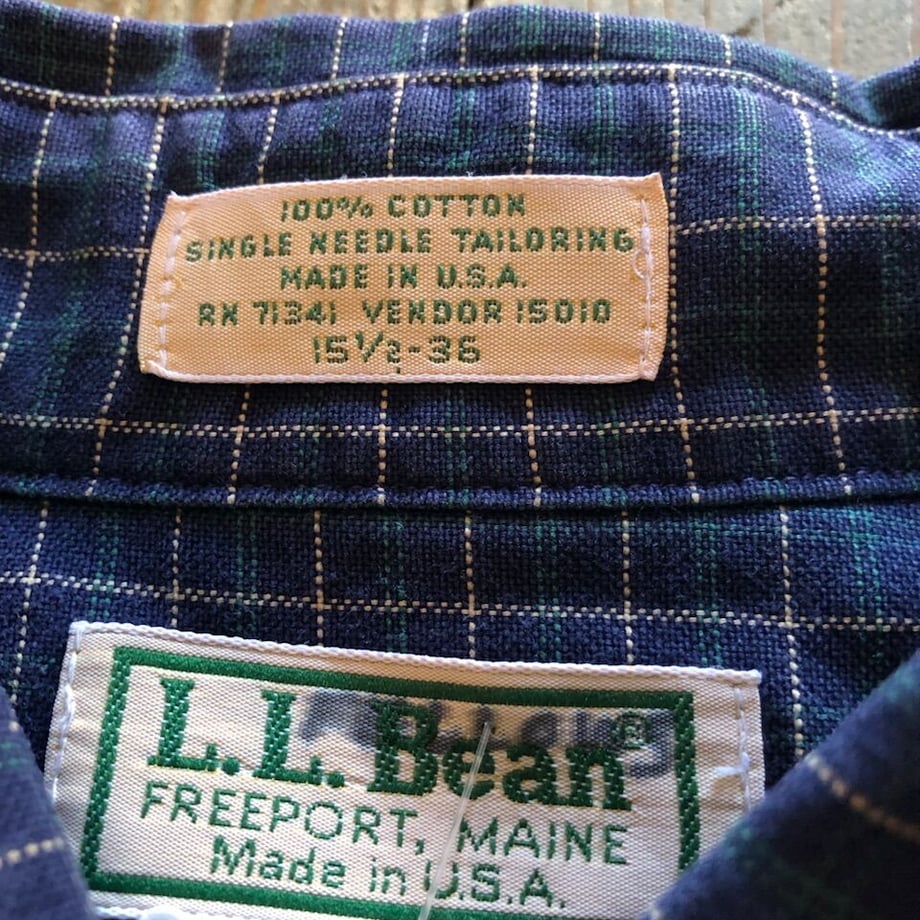 100% COTTON
SINGLE NEEDLE TAILORING
MADE IN U.S.A.
RN 71341 VENDOR 15010
15½-36
L.L.Bean®
FREEPORT, MAINE
Made in U.S.A.